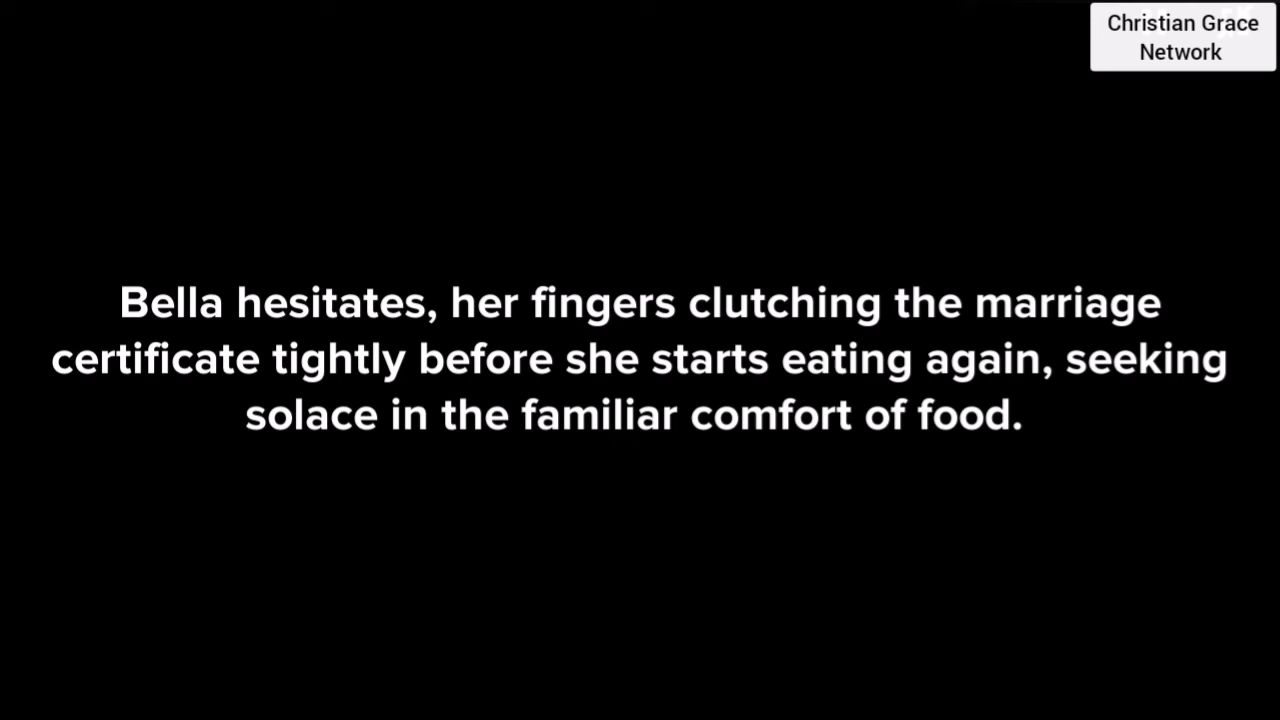 Christian Grace
Network
Bella hesitates, her fingers clutching the marriage
certificate tightly before she starts eating again, seeking
solace in the familiar comfort of food.